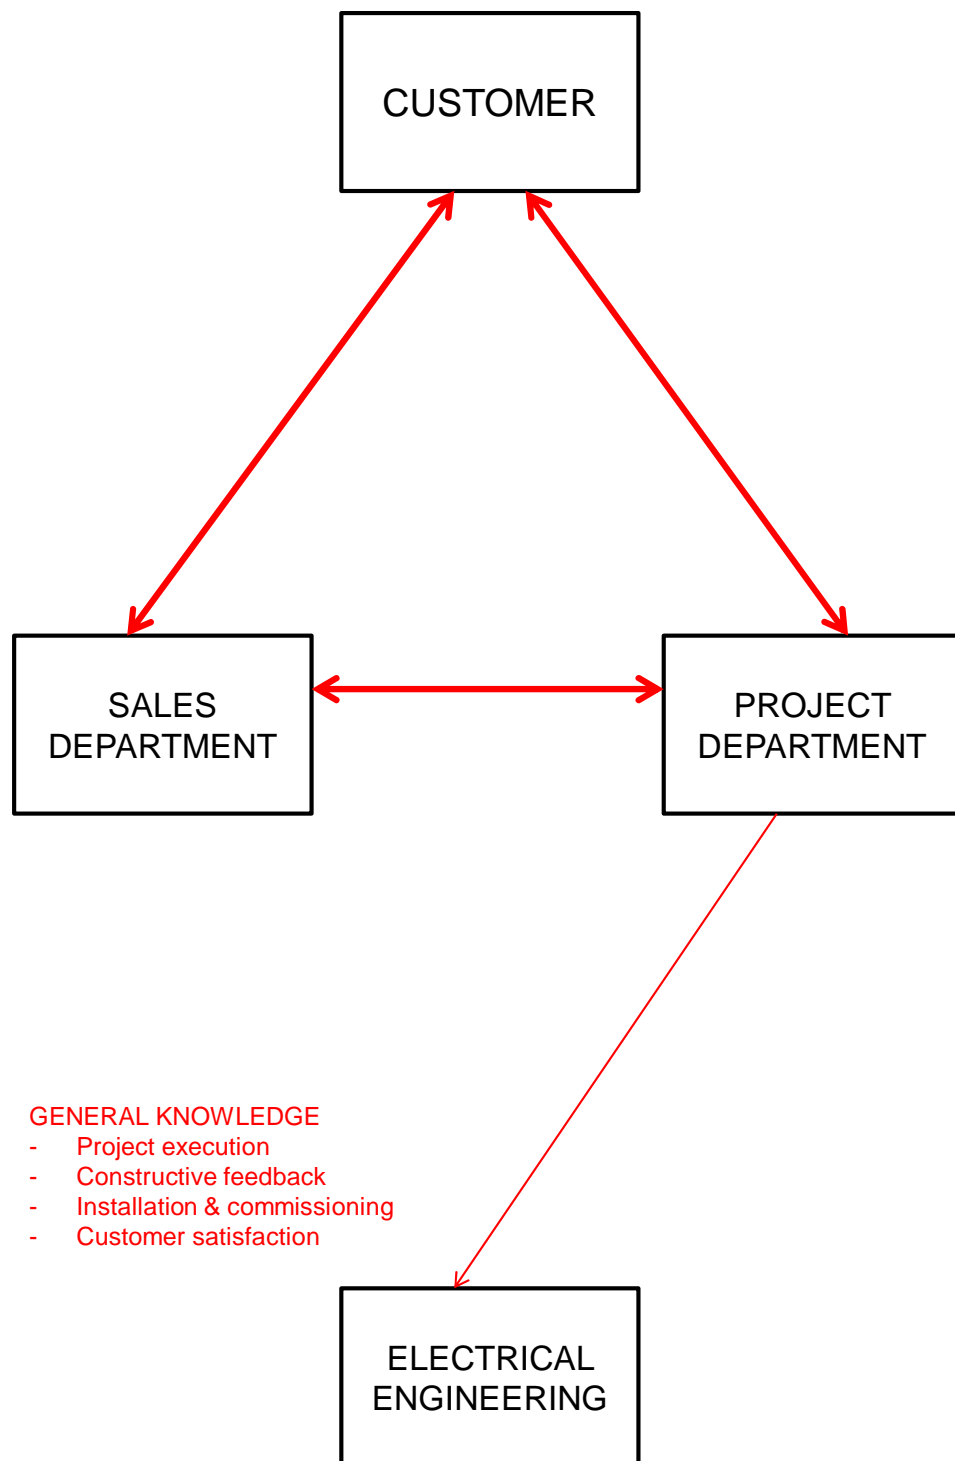 CUSTOMER
SALES
DEPARTMENT
PROJECT
DEPARTMENT
GENERAL KNOWLEDGE
- Project execution
- Constructive feedback
- Installation & commissioning
- Customer satisfaction
ELECTRICAL
ENGINEERING